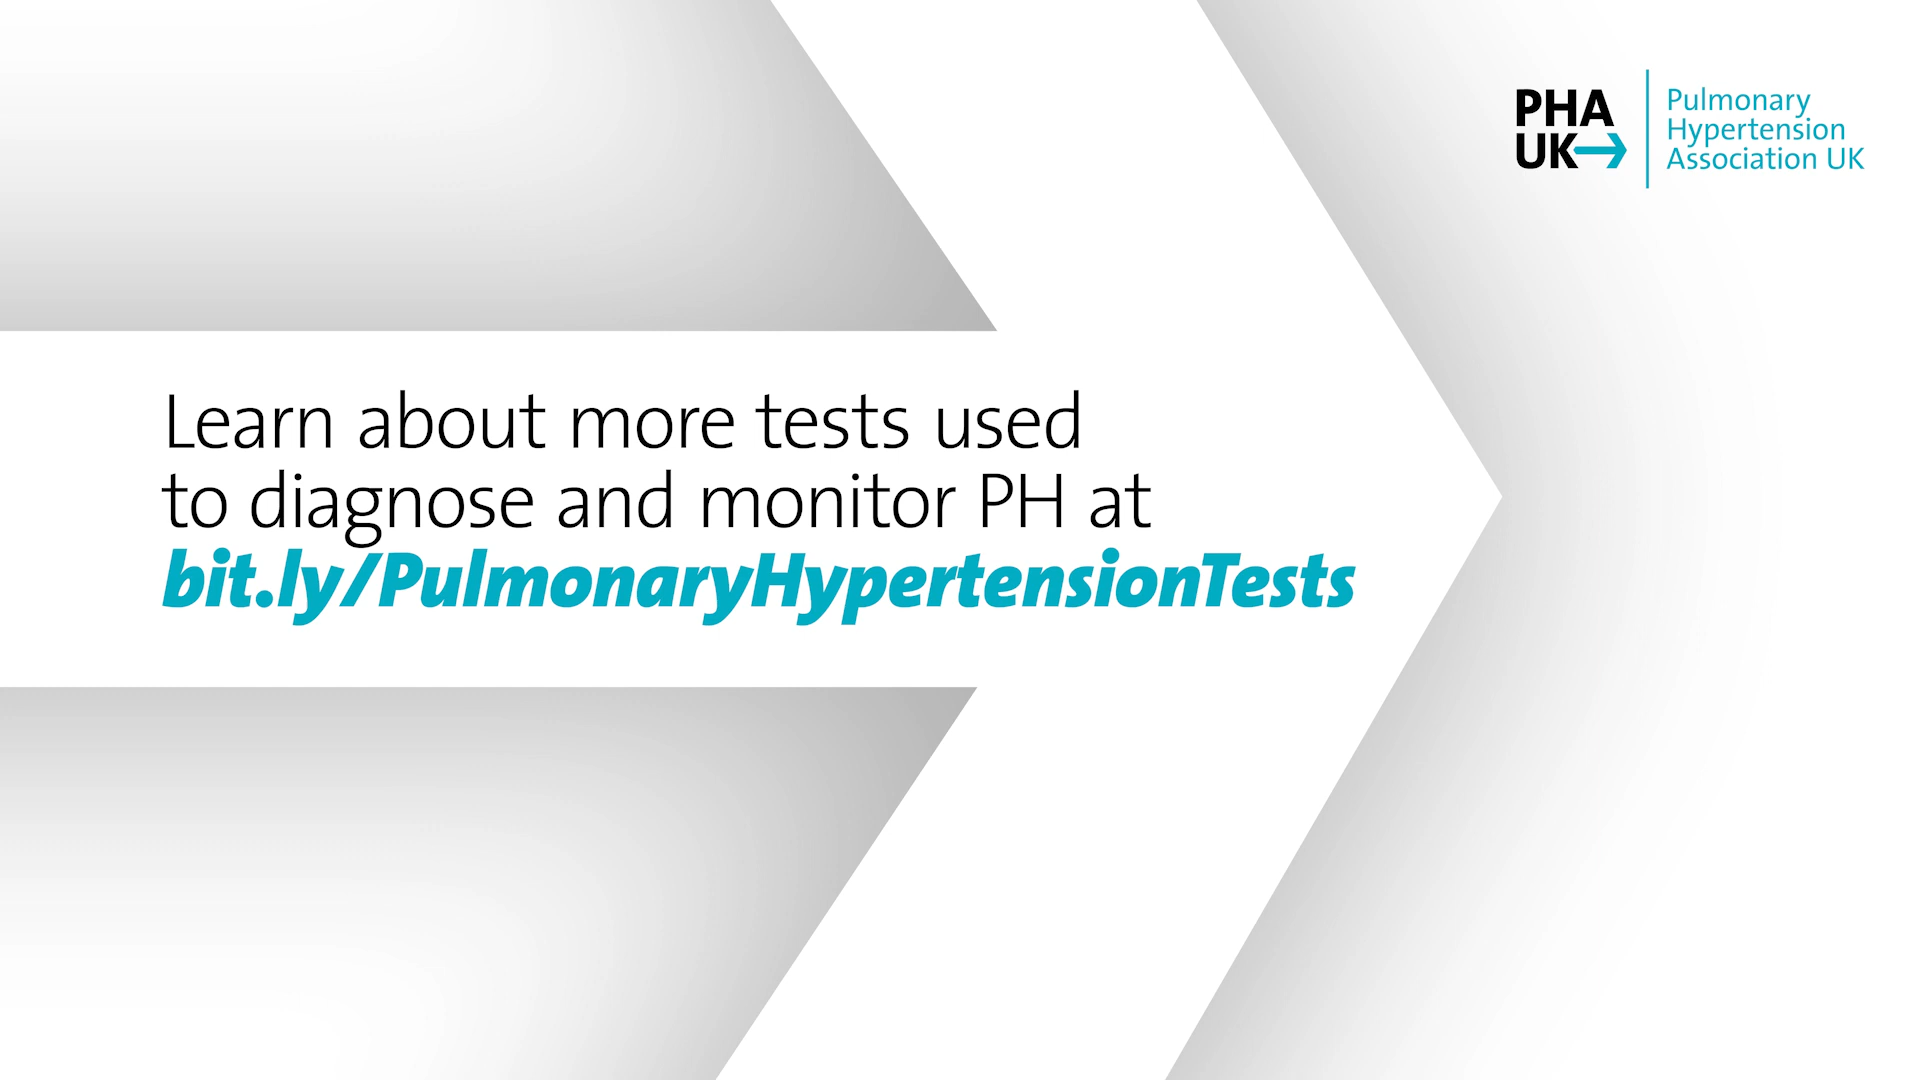 PHA
UK
Pulmonary
Hypertension
Association UK
Learn about more tests used
to diagnose and monitor PH at
bit.ly/PulmonaryHypertensionTests